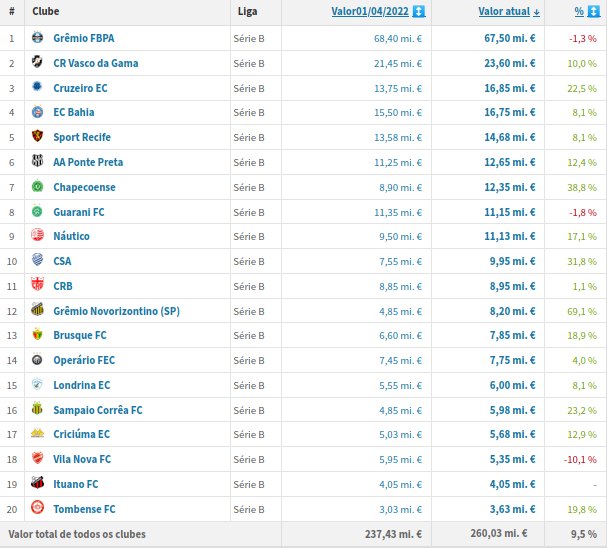 # Clube Liga Valor01/04/2022 Valor atual ↓ %
1 Grêmio FBPA Série B 68,40 mi. € 67,50 mi. € -1,3 %
2 CR Vasco da Gama Série B 21,45 mi. € 23,60 mi. € 10,0 %
3 Cruzeiro EC Série B 13,75 mi. € 16,85 mi. € 22,5 %
4 EC Bahia Série B 15,50 mi. € 16,75 mi. € 8,1 %
5 Sport Recife Série B 13,58 mi. € 14,68 mi. € 8,1 %
6 AA Ponte Preta Série B 11,25 mi. € 12,65 mi. € 12,4 %
7 Chapecoense Série B 8,90 mi. € 12,35 mi. € 38,8 %
8 Guarani FC Série B 11,35 mi. € 11,15 mi. € -1,8 %
9 Náutico Série B 9,50 mi. € 11,13 mi. € 17,1 %
10 CSA Série B 7,55 mi. € 9,95 mi. € 31,8 %
11 CRB Série B 8,85 mi. € 8,95 mi. € 1,1 %
12 Grêmio Novorizontino (SP) Série B 4,85 mi. € 8,20 mi. € 69,1 %
13 Brusque FC Série B 6,60 mi. € 7,85 mi. € 18,9 %
14 Operário FEC Série B 7,45 mi. € 7,75 mi. € 4,0 %
15 Londrina EC Série B 5,55 mi. € 6,00 mi. € 8,1 %
16 Sampaio Corrêa FC Série B 4,85 mi. € 5,98 mi. € 23,2 %
17 Criciúma EC Série B 5,03 mi. € 5,68 mi. € 12,9 %
18 Vila Nova FC Série B 5,95 mi. € 5,35 mi. € -10,1 %
19 Ituano FC Série B 4,05 mi. € 4,05 mi. € -
20 Tombense FC Série B 3,03 mi. € 3,63 mi. € 19,8 %
Valor total de todos os clubes 237,43 mi. € 260,03 mi. € 9,5 %